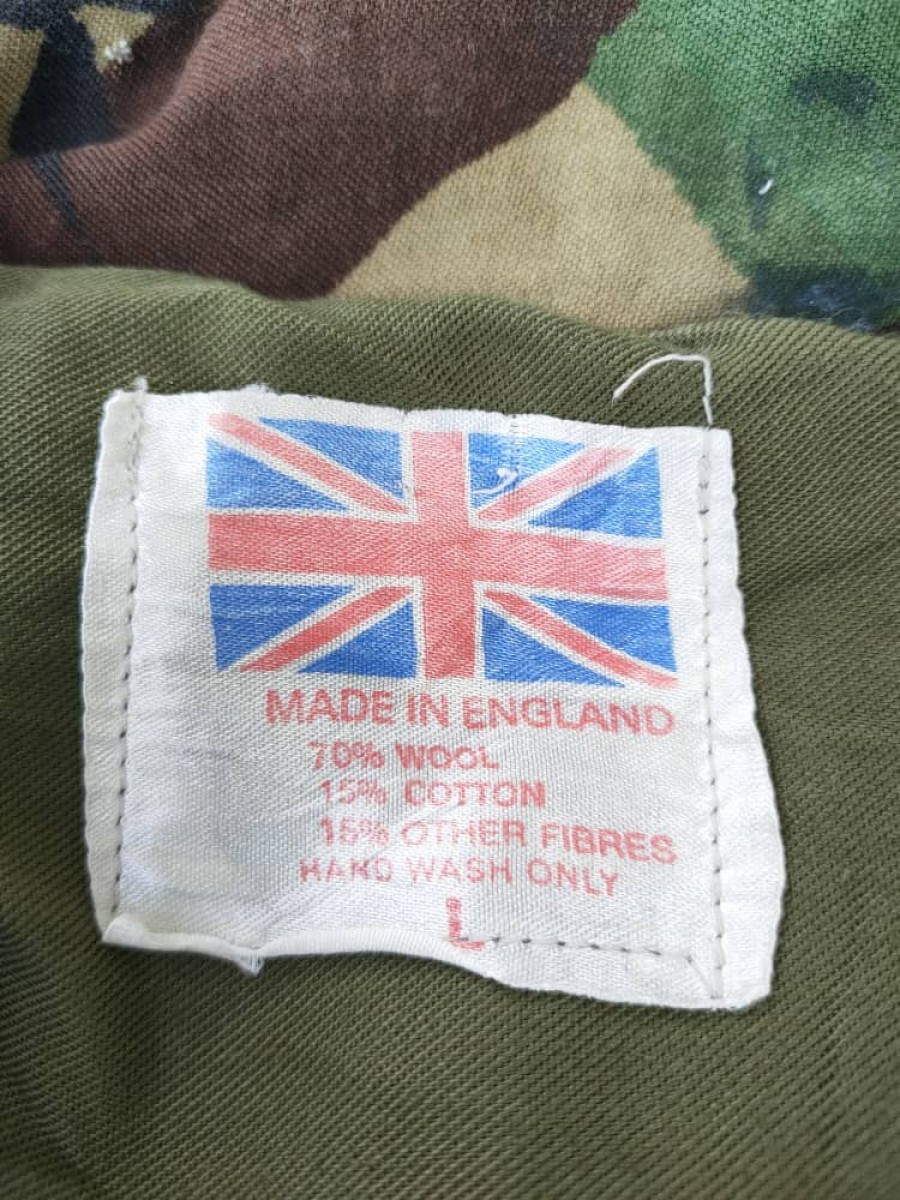 MADE IN ENGLAND
70% WOOL
15% COTTON
15% OTHER FIBRES
HAND WASH ONLY
L